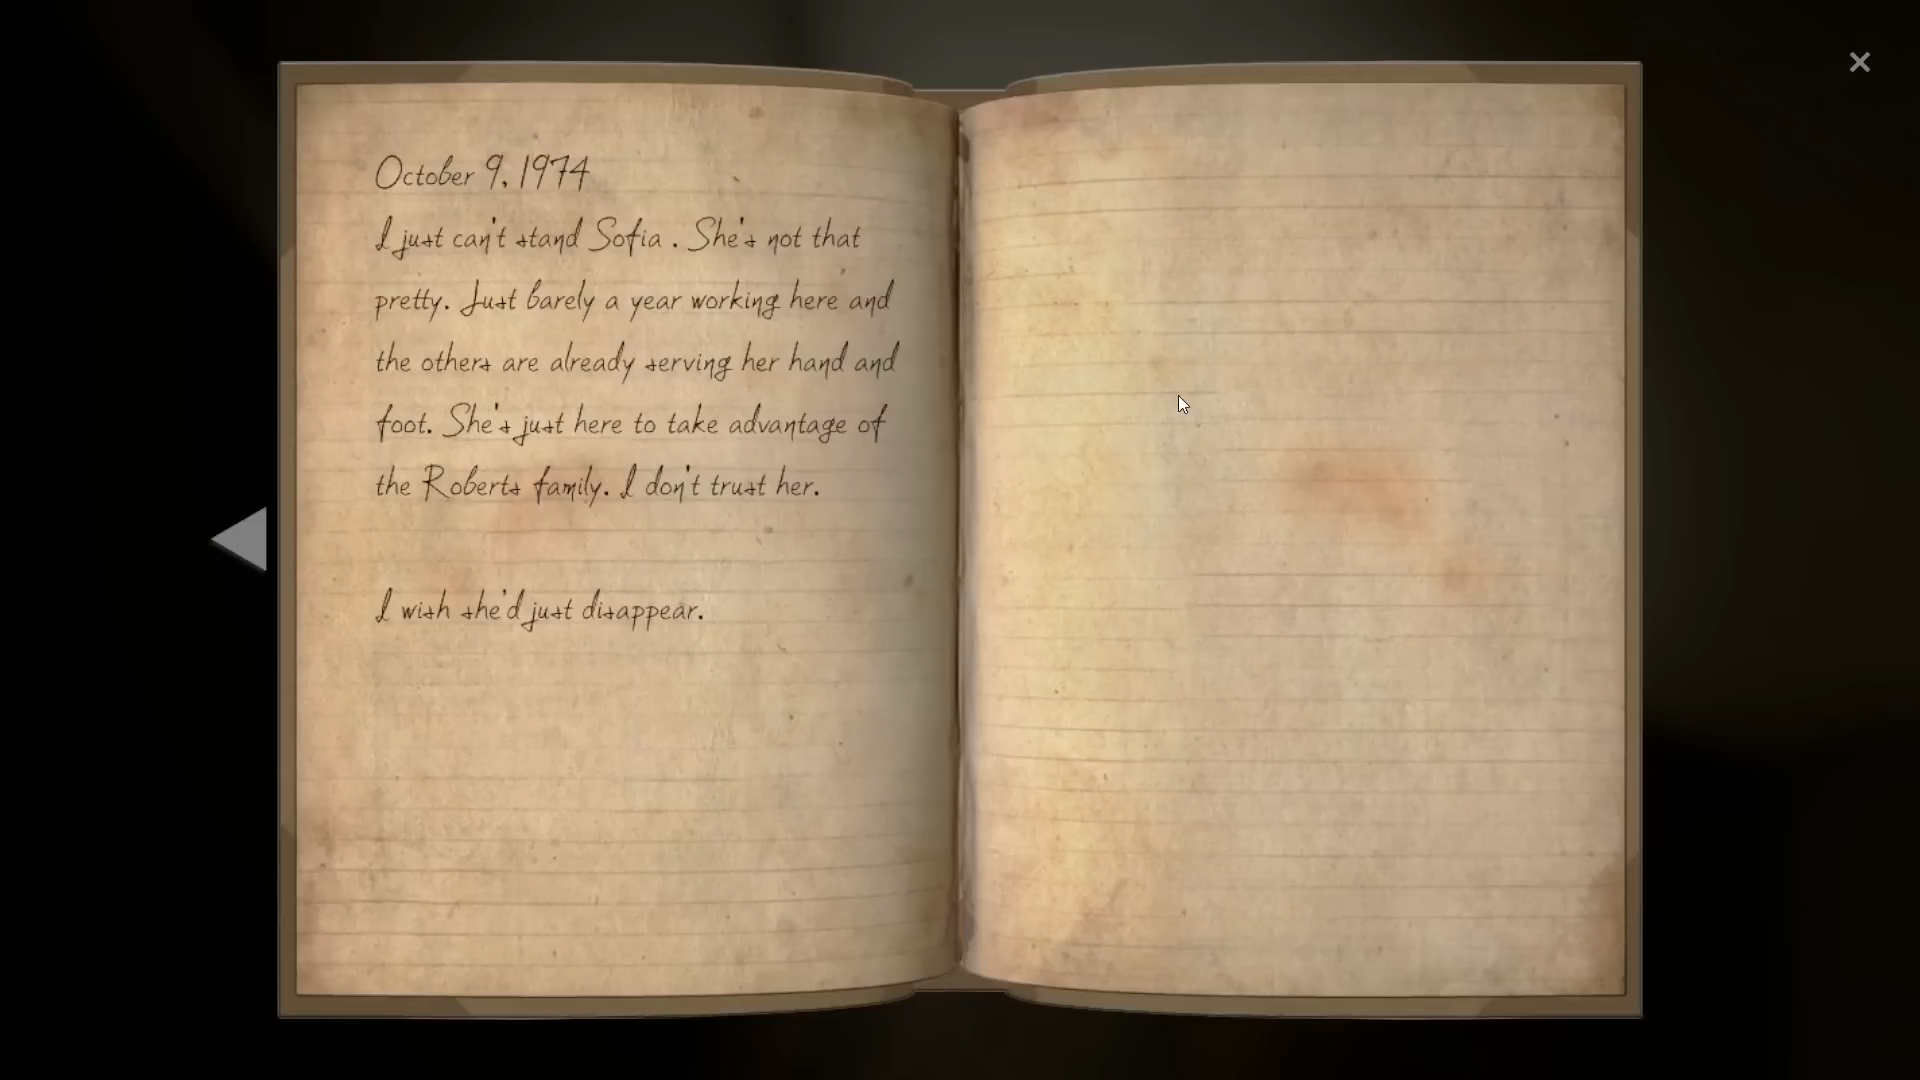 October 9, 1974
I just can't stand Sofia . She's not that
pretty. Just barely a year working here and
the others are already serving her hand and
foot. She's just here to take advantage of
the Roberts family. I don't trust her.
I wish she'd just disappear.